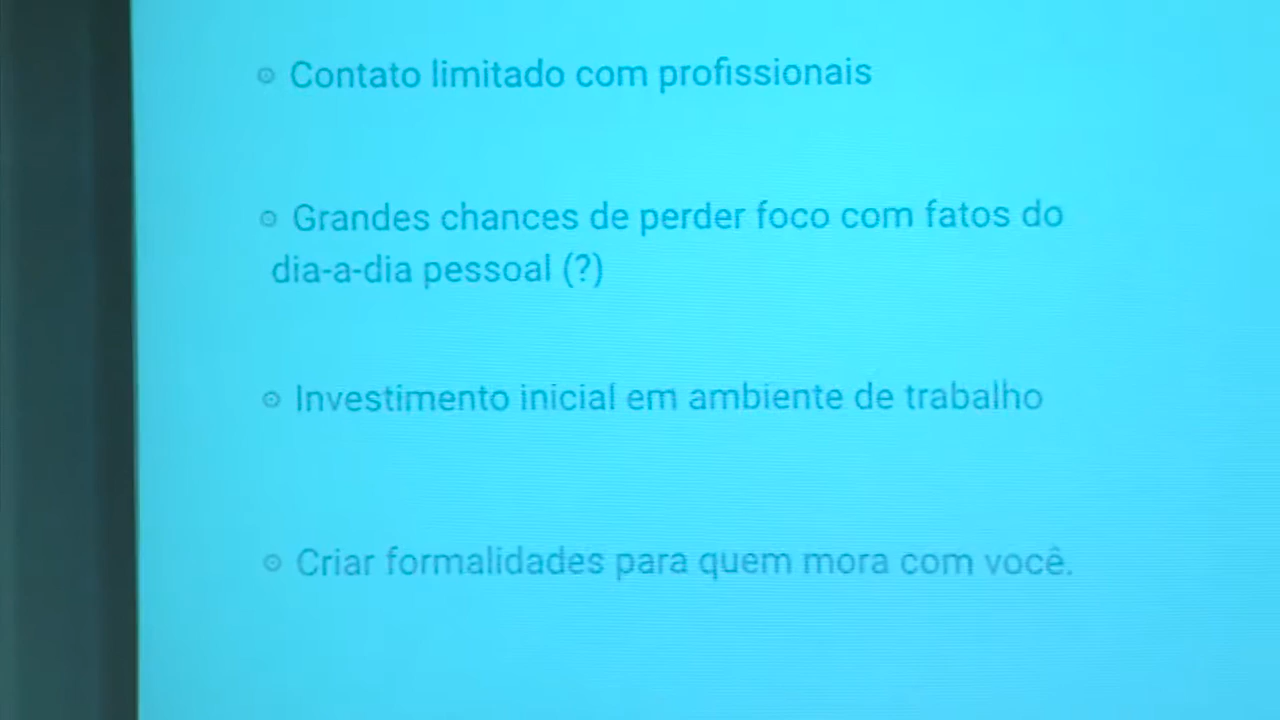 Contato limitado com profissionais
Grandes chances de perder foco com fatos do
dia-a-dia pessoal (?)
Investimento inicial em ambiente de trabalho
Criar formalidades para quem mora com você.